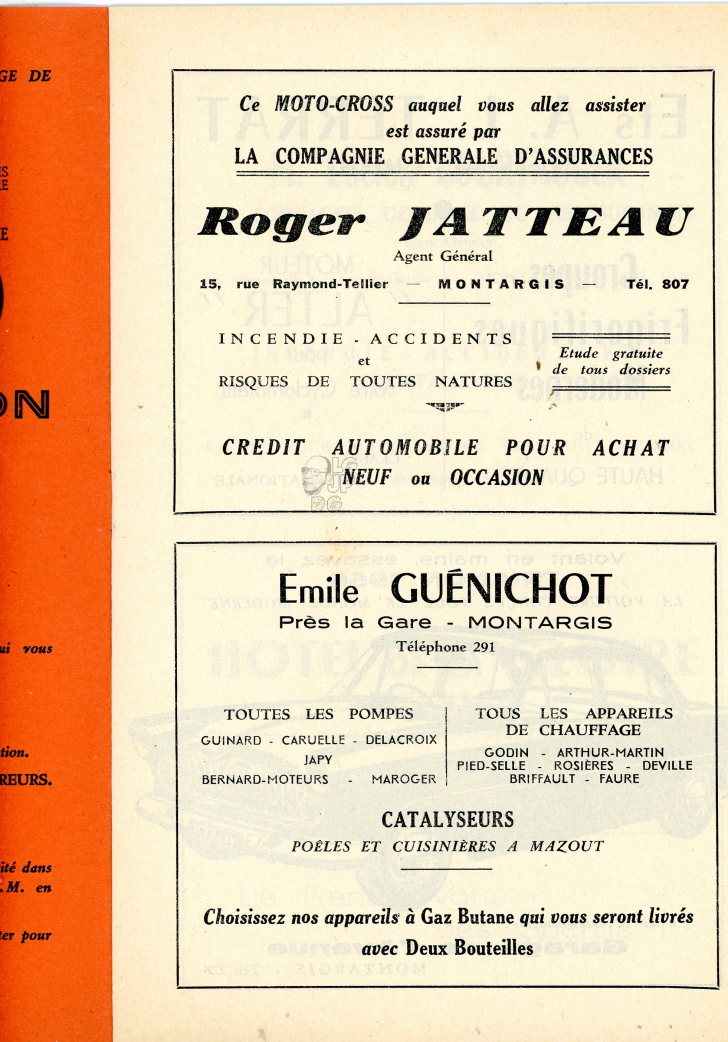 GE DE
ON
ui vous
tion.
REURS.
ité dans
.M. en
ter pour
Ce MOTO-CROSS auquel vous allez assister
est assuré par
LA COMPAGNIE GENERALE D'ASSURANCES
Roger JATTEAU
Agent Général
15, rue Raymond-Tellier — MONTARGIS — Tél. 807
INCENDIE - ACCIDENTS
et
RISQUES DE TOUTES NATURES
Etude gratuite
de tous dossiers
CREDIT AUTOMOBILE POUR ACHAT
NEUF ou OCCASION
LG
JP
DG
Emile GUÉNICHOT
Près la Gare - MONTARGIS
Téléphone 291
TOUTES LES POMPES
GUINARD - CARUELLE - DELACROIX
JAPY
BERNARD-MOTEURS - MAROGER
TOUS LES APPAREILS
DE CHAUFFAGE
GODIN - ARTHUR-MARTIN
PIED-SELLE - ROSIÈRES - DEVILLE
BRIFFAULT - FAURE
CATALYSEURS
POÊLES ET CUISINIÈRES A MAZOUT
Choisissez nos appareils à Gaz Butane qui vous seront livrés
avec Deux Bouteilles